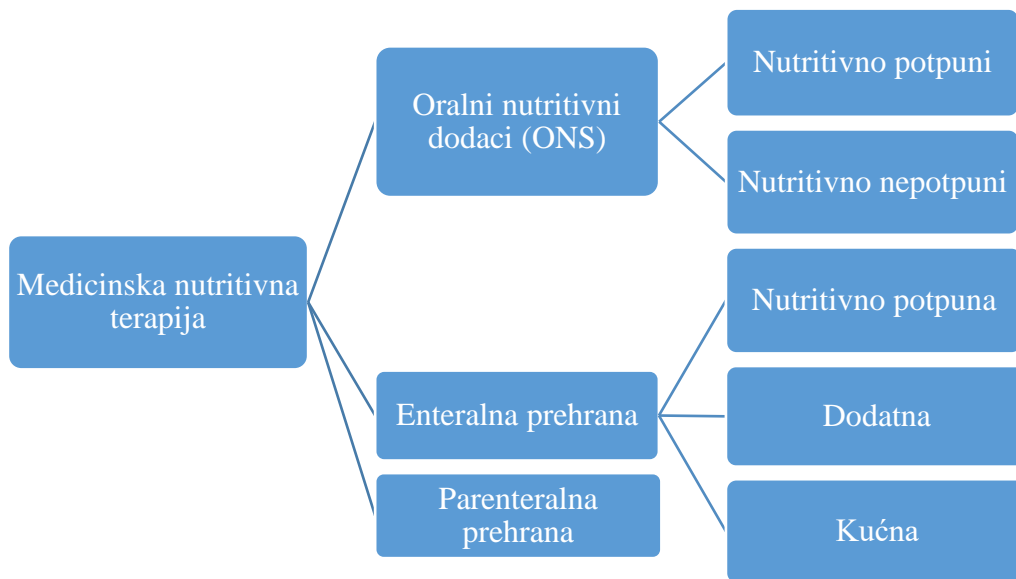 Medicinska nutritivna
terapija
Oralni nutritivni
dodaci (ONS)
Nutritivno potpuni
Nutritivno nepotpuni
Enteralna prehrana
Nutritivno potpuna
Dodatna
Kućna
Parenteralna
prehrana